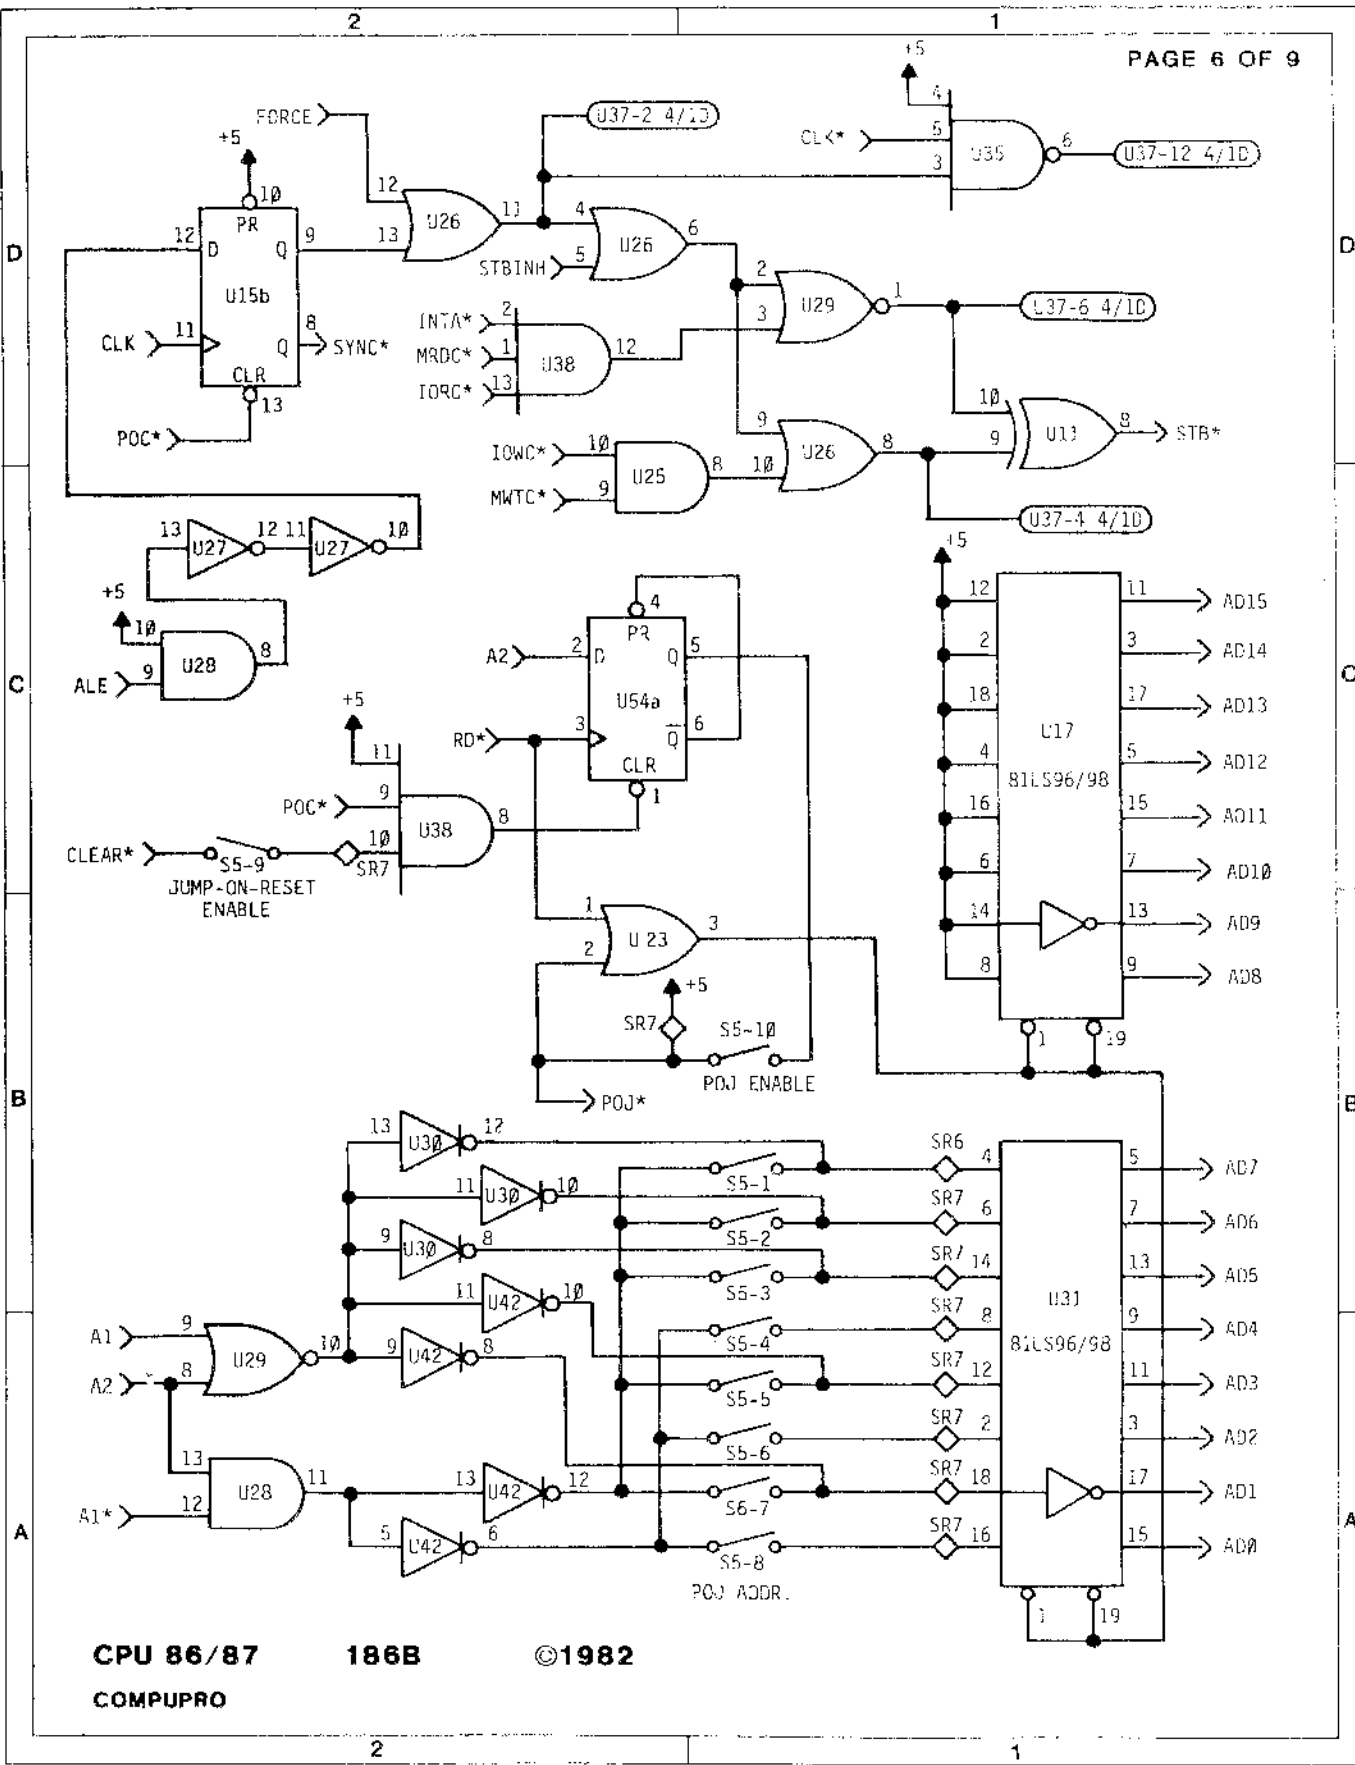 2 1
PAGE 6 OF 9
+5
FORCE
U37-2 4/1D
4
CLK* 5 U35 6 U37-12 4/1D
3
+5
10
PR
12 D Q 9
U15b
CLK 11
Q 8 SYNC*
CLR
13
POC*
12
13 U26 11
4
5 U26 6
STBINH
D D
2
3 U29 1 U37-6 4/1D
INTA* 2
MRDC* 1 U38 12
IORC* 13
10
9 U11 8 STB*
IOWC* 10
MWTC* 9 U25 8
9
10 U26 8
U37-4 4/1D
13 U27 12 11 U27 10
+5
10
ALE 9 U28 8
+5
4
PR
A2 2 D Q 5
U54a
RD* 3 Q 6
CLR
1
C C
12 11 AD15
2 3 AD14
18 17 AD13
U17
4 5 AD12
81LS96/98
16 15 AD11
6 7 AD10
14 13 AD9
8 9 AD8
1 19
+5
11
POC* 9
U38 8
CLEAR* S5-9 SR7 10
JUMP-ON-RESET
ENABLE
1
2 U23 3
+5
SR7 S5-10
POJ ENABLE
POJ*
B B
13 U30 12
11 U30 10
9 U30 8
11 U42 10
9 U42 8
13 U42 12
5 U42 6
A1 9
A2 8 U29 10
13
A1* 12 U28 11
A A
S5-1 SR6 4 5 AD7
S5-2 SR7 6 7 AD6
S5-3 SR7 14 13 AD5
U31
S5-4 SR7 8 9 AD4
81LS96/98
S5-5 SR7 12 11 AD3
S5-6 SR7 2 3 AD2
S6-7 SR7 18 17 AD1
S5-8 SR7 16 15 AD0
POJ ADDR.
1 19
CPU 86/87 186B ©1982
COMPUPRO
2 1